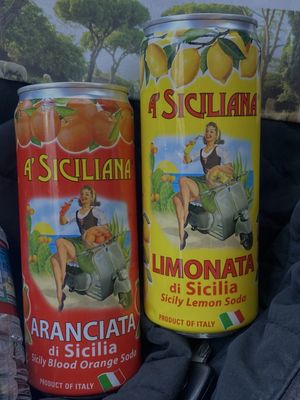 A' SICILIANA
ARANCIATA
di Sicilia
Sicily Blood Orange Soda
PRODUCT OF ITALY
A' SICILIANA
LIMONATA
di Sicilia
Sicily Lemon Soda
PRODUCT OF ITALY